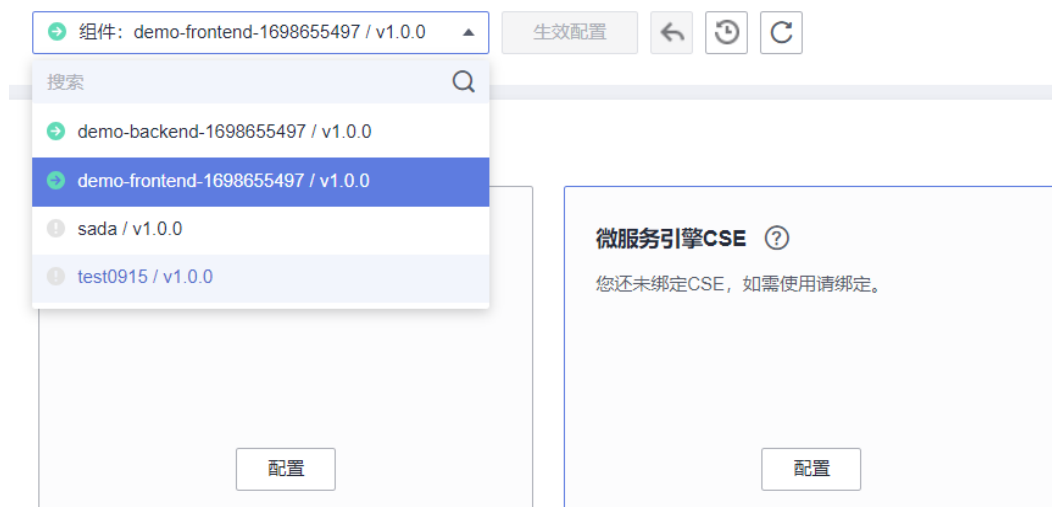 组件：demo-frontend-1698655497 / v1.0.0
生效配置
搜索
demo-backend-1698655497 / v1.0.0
demo-frontend-1698655497 / v1.0.0
sada / v1.0.0
test0915 / v1.0.0
微服务引擎CSE
您还未绑定CSE，如需使用请绑定。
配置
配置